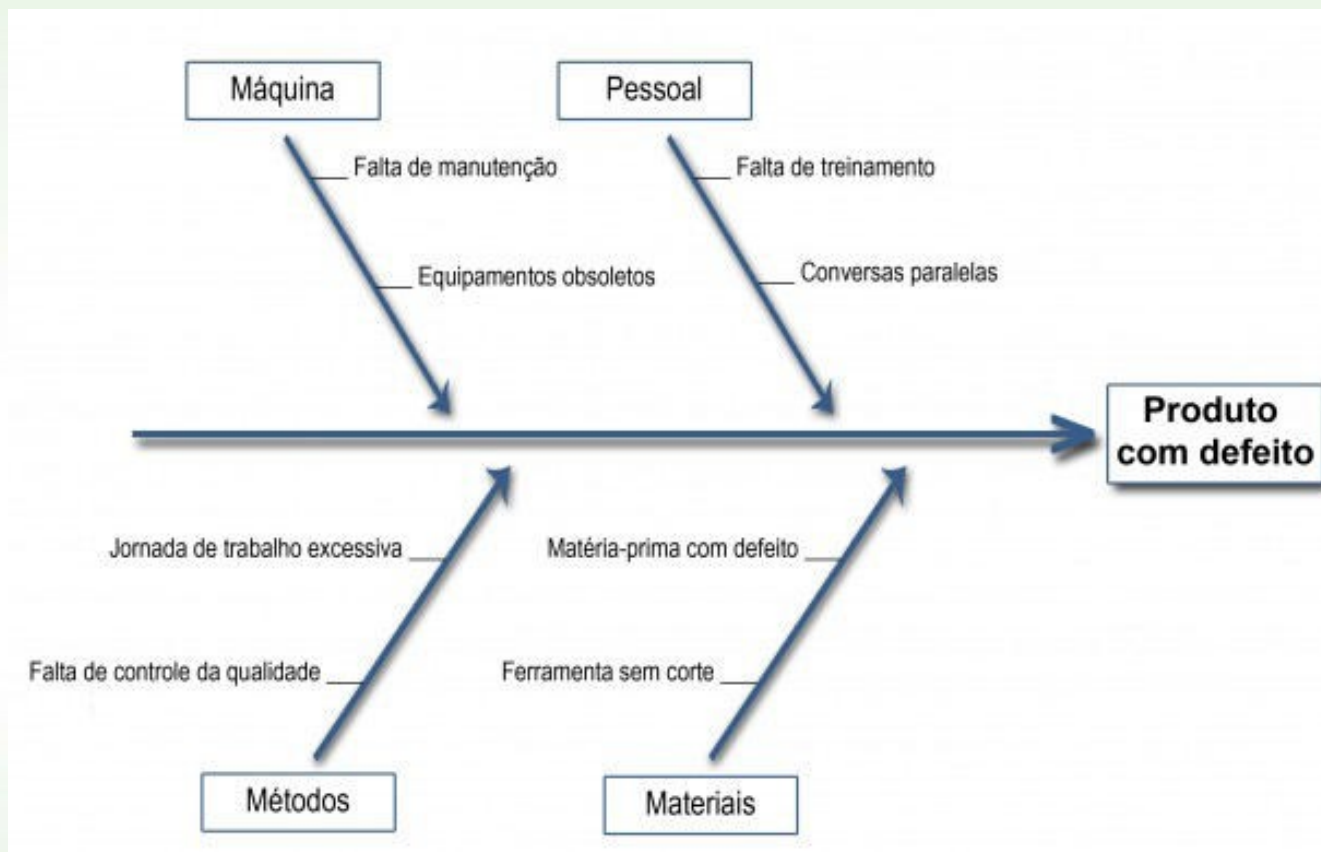 Máquina
Pessoal
Falta de manutenção
Falta de treinamento
Equipamentos obsoletos
Conversas paralelas
Produto
com defeito
Jornada de trabalho excessiva
Matéria-prima com defeito
Falta de controle da qualidade
Ferramenta sem corte
Métodos
Materiais